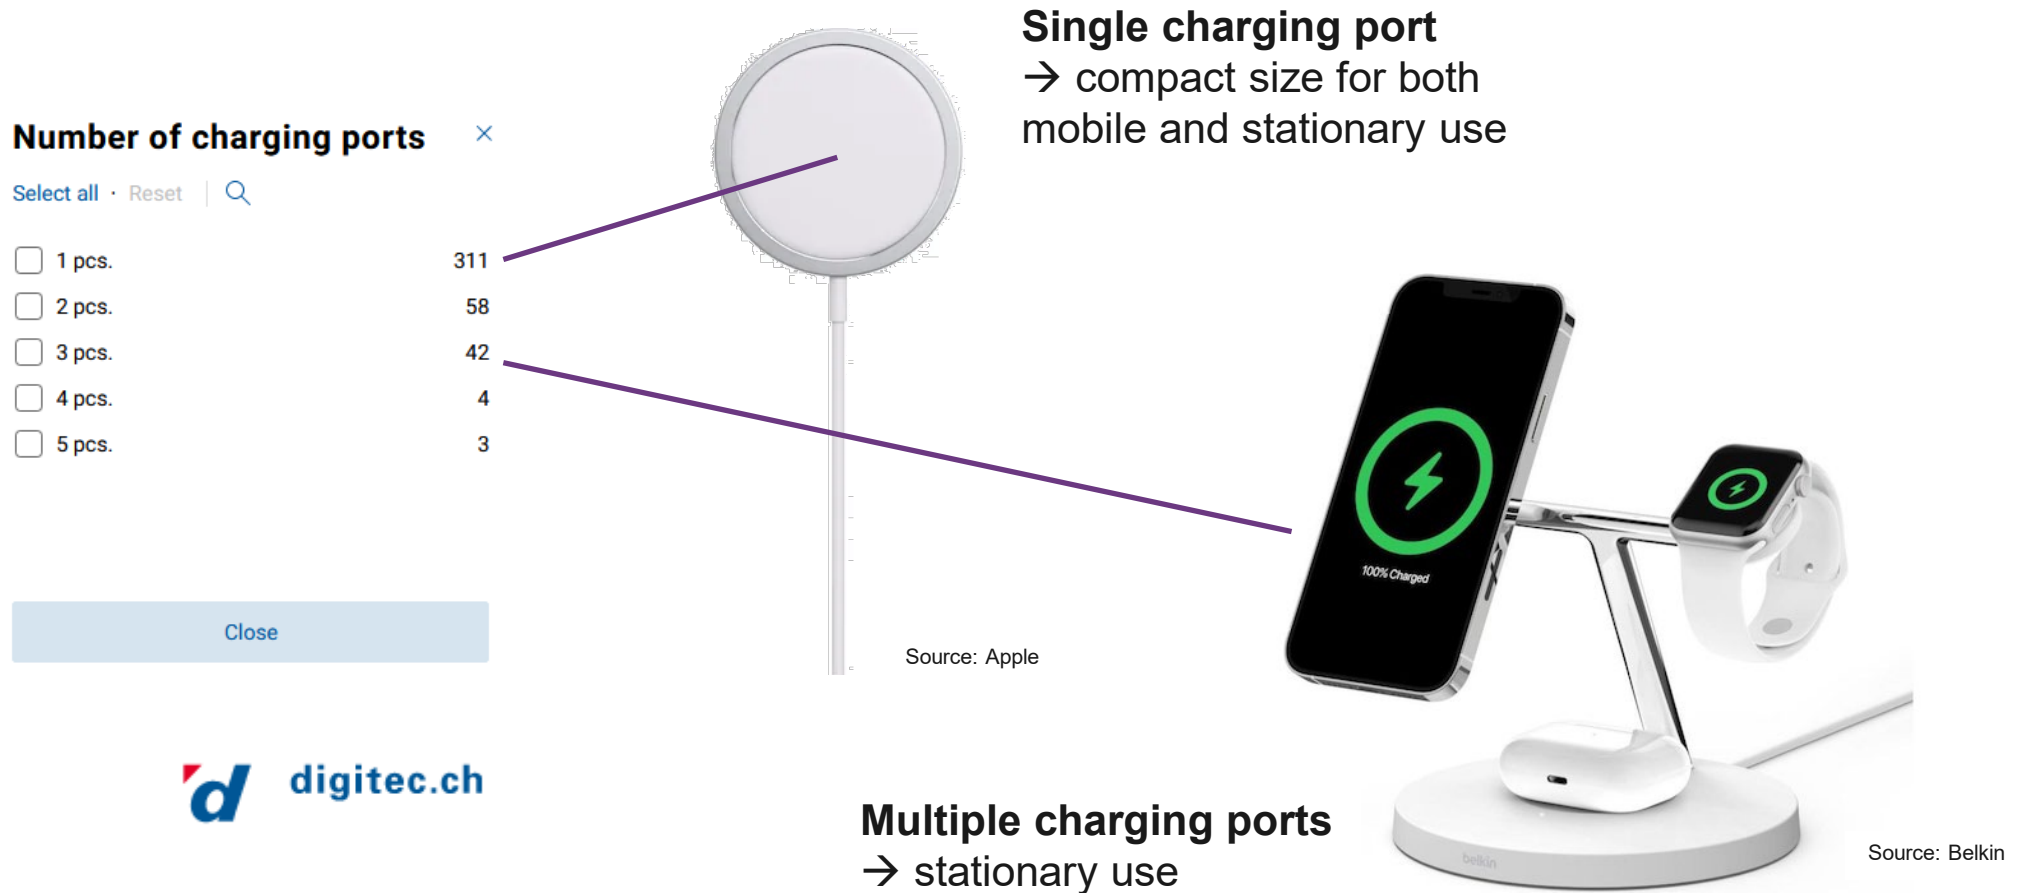 Single charging port
→ compact size for both
mobile and stationary use
Number of charging ports
Select all · Reset
1 pcs. 311
2 pcs. 58
3 pcs. 42
4 pcs. 4
5 pcs. 3
Close
100% Charged
Source: Apple
digitec.ch
Multiple charging ports
→ stationary use
belkin
Source: Belkin